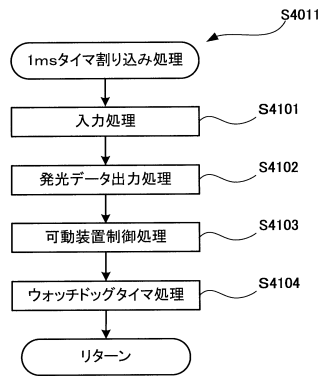 S4011
1msタイマ割り込み処理
入力処理
S4101
発光データ出力処理
S4102
可動装置制御処理
S4103
ウォッチドッグタイマ処理
S4104
リターン